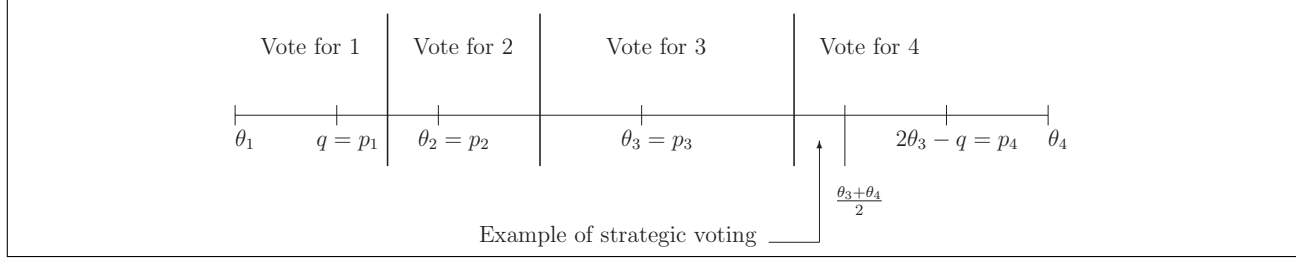 Vote for 1 Vote for 2 Vote for 3 Vote for 4
θ₁ q = p₁ θ₂ = p₂ θ₃ = p₃ 2θ₃ − q = p₄ θ₄
(θ₃+θ₄)/2
Example of strategic voting